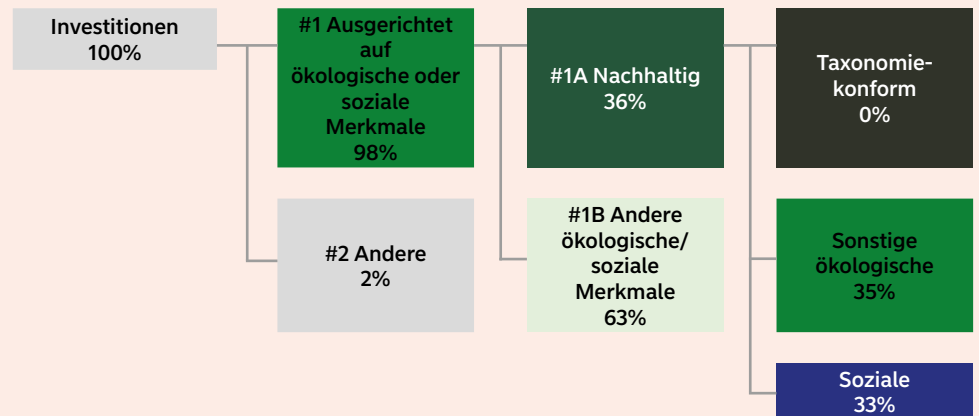 Investitionen
100%
#1 Ausgerichtet
auf
ökologische oder
soziale
Merkmale
98%
#2 Andere
2%
#1A Nachhaltig
36%
#1B Andere
ökologische/
soziale
Merkmale
63%
Taxonomie-
konform
0%
Sonstige
ökologische
35%
Soziale
33%